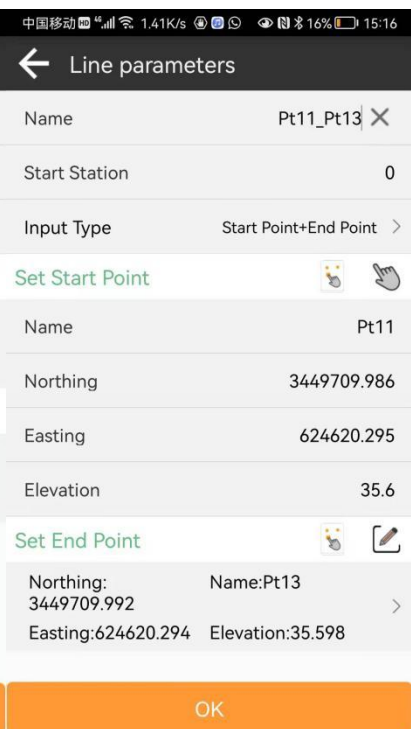 中国移动 HD 4G 1.41K/s 16% 15:16
Line parameters
Name Pt11_Pt13
Start Station 0
Input Type Start Point+End Point
Set Start Point
Name Pt11
Northing 3449709.986
Easting 624620.295
Elevation 35.6
Set End Point
Northing: Name:Pt13
3449709.992
Easting:624620.294 Elevation:35.598
OK